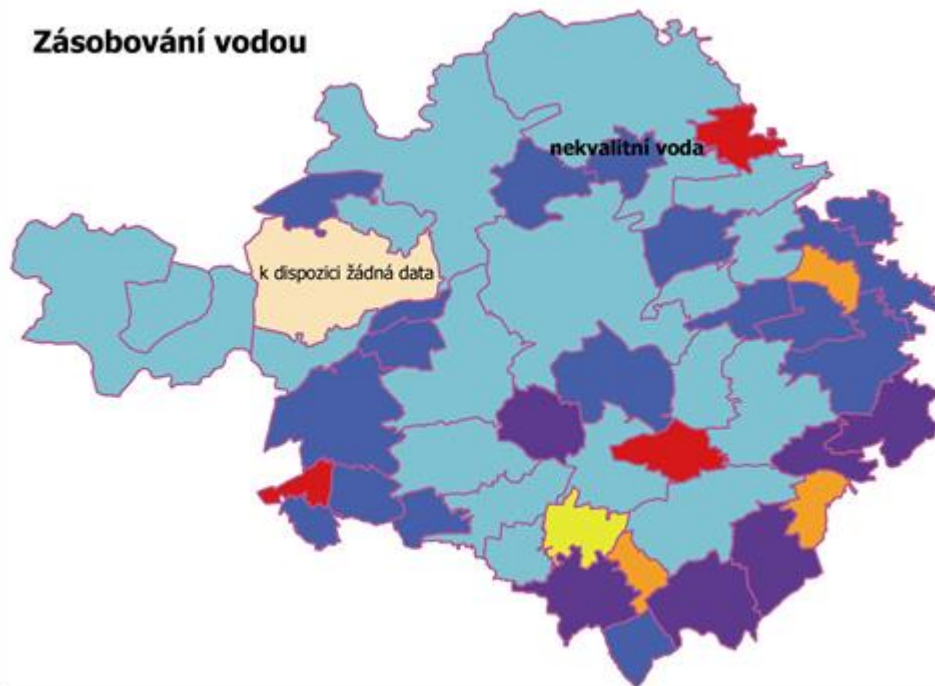 Zásobování vodou
nekvalitní voda
k dispozici žádná data